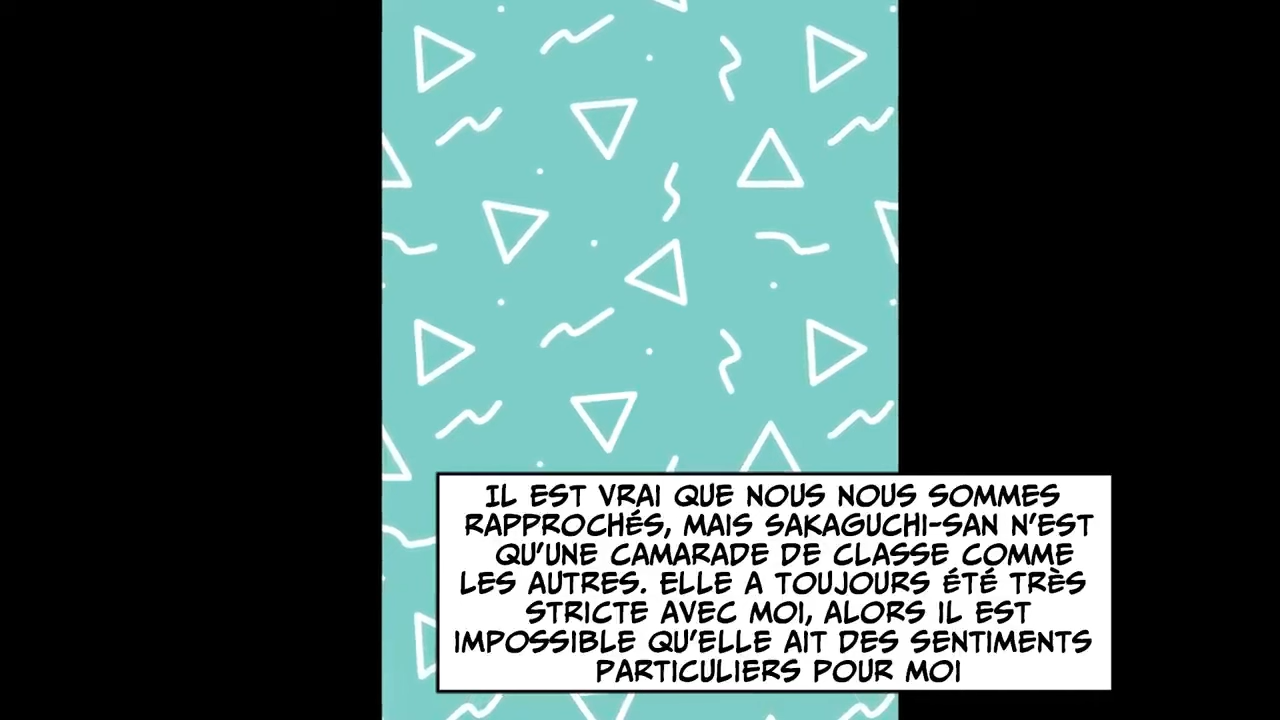 IL EST VRAI QUE NOUS NOUS SOMMES
RAPPROCHÉS, MAIS SAKAGUCHI-SAN N'EST
QU'UNE CAMARADE DE CLASSE COMME
LES AUTRES. ELLE A TOUJOURS ÉTÉ TRÈS
STRICTE AVEC MOI, ALORS IL EST
IMPOSSIBLE QU'ELLE AIT DES SENTIMENTS
PARTICULIERS POUR MOI